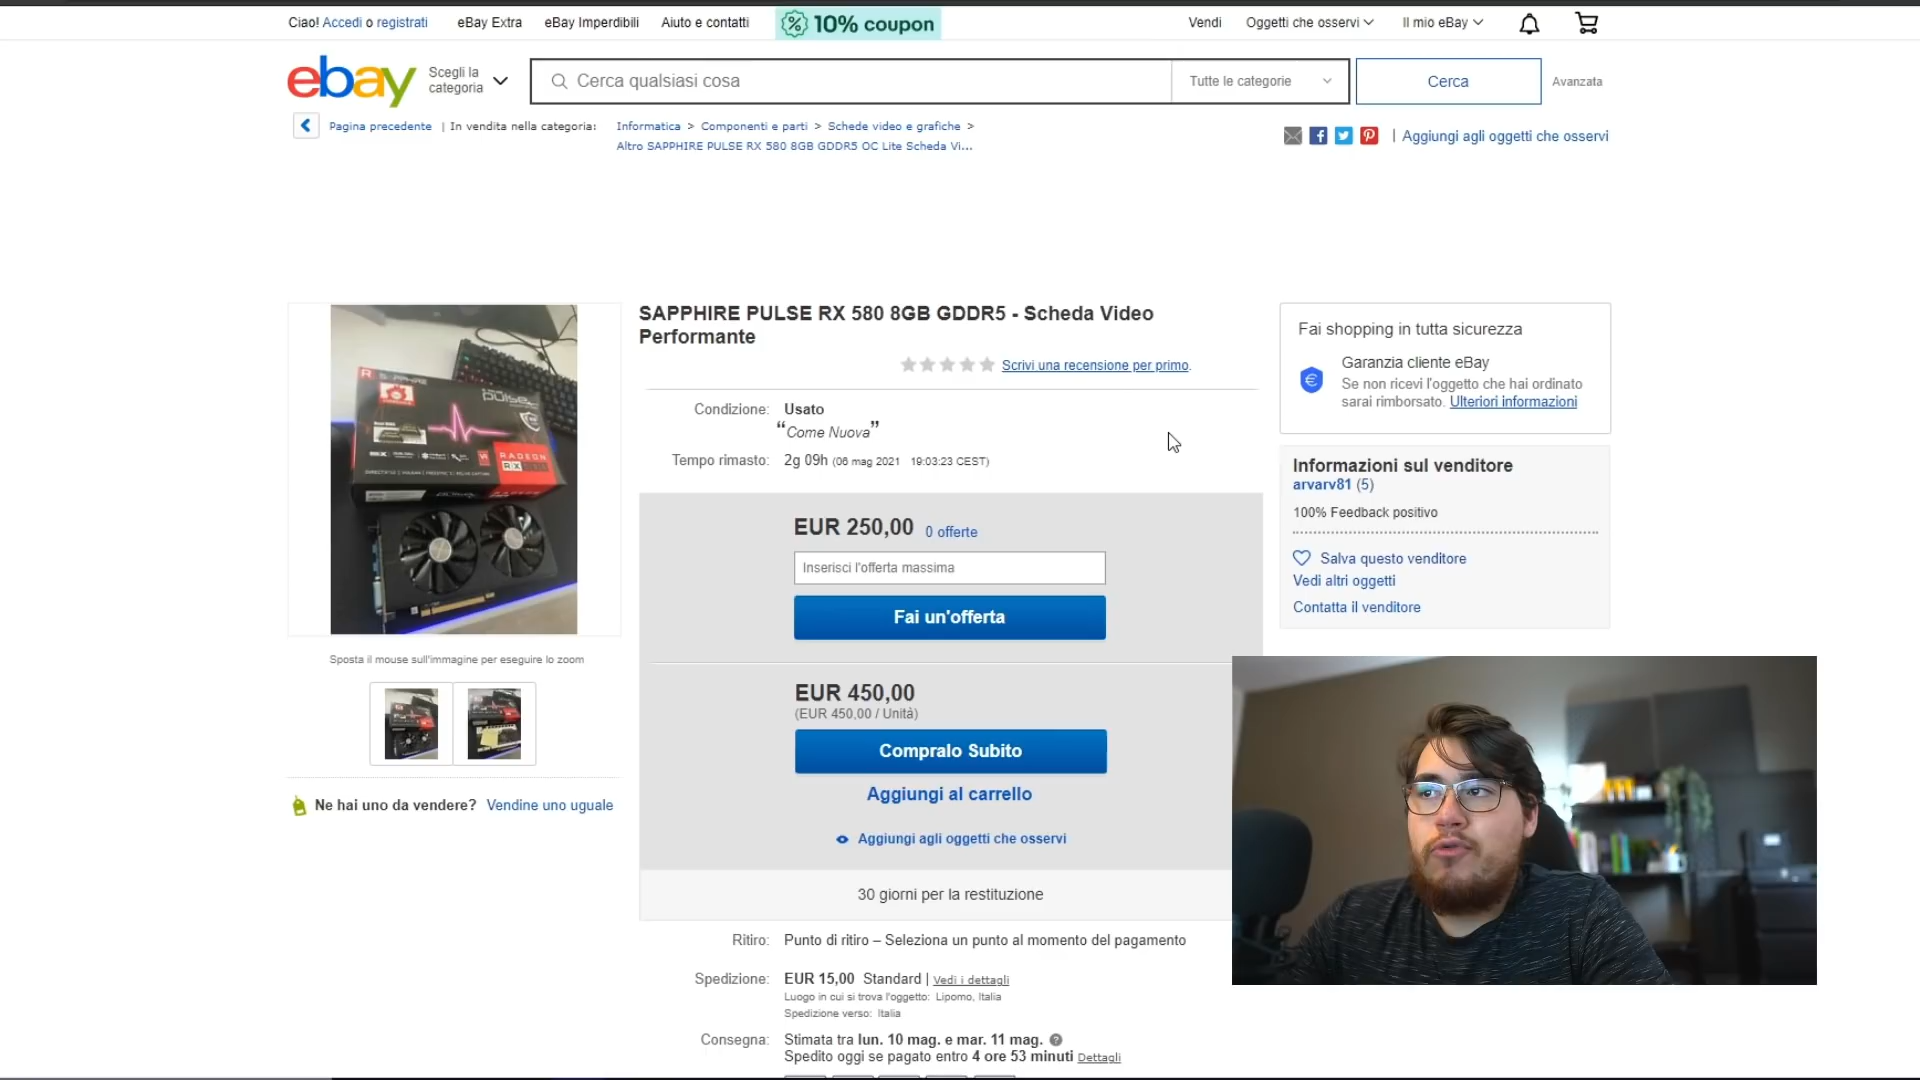 Ciao! Accedi o registrati
eBay Extra
eBay Imperdibili
Aiuto e contatti
10% coupon
Vendi
Oggetti che osservi
Il mio eBay
ebay
Scegli la
categoria
Cerca qualsiasi cosa
Tutte le categorie
Cerca
Avanzata
Pagina precedente | In vendita nella categoria:
Informatica > Componenti e parti > Schede video e grafiche >
Altro SAPPHIRE PULSE RX 580 8GB GDDR5 OC Lite Scheda Vi...
| Aggiungi agli oggetti che osservi
SAPPHIRE PULSE RX 580 8GB GDDR5 - Scheda Video
Performante
Scrivi una recensione per primo.
Condizione: Usato
“Come Nuova”
Tempo rimasto: 2g 09h (06 mag 2021 19:03:23 CEST)
EUR 250,00 0 offerte
Inserisci l'offerta massima
Fai un'offerta
EUR 450,00
(EUR 450,00 / Unità)
Compralo Subito
Aggiungi al carrello
Aggiungi agli oggetti che osservi
30 giorni per la restituzione
Ritiro: Punto di ritiro – Seleziona un punto al momento del pagamento
Spedizione: EUR 15,00 Standard | Vedi i dettagli
Luogo in cui si trova l'oggetto: Lipomo, Italia
Spedizione verso: Italia
Consegna: Stimata tra lun. 10 mag. e mar. 11 mag.
Spedito oggi se pagato entro 4 ore 53 minuti Dettagli
SAPPHIRE
PULSE
RADEON
RX
Sposta il mouse sull'immagine per eseguire lo zoom
Ne hai uno da vendere? Vendine uno uguale
Fai shopping in tutta sicurezza
Garanzia cliente eBay
Se non ricevi l'oggetto che hai ordinato
sarai rimborsato. Ulteriori informazioni
Informazioni sul venditore
arvarv81 (5)
100% Feedback positivo
Salva questo venditore
Vedi altri oggetti
Contatta il venditore